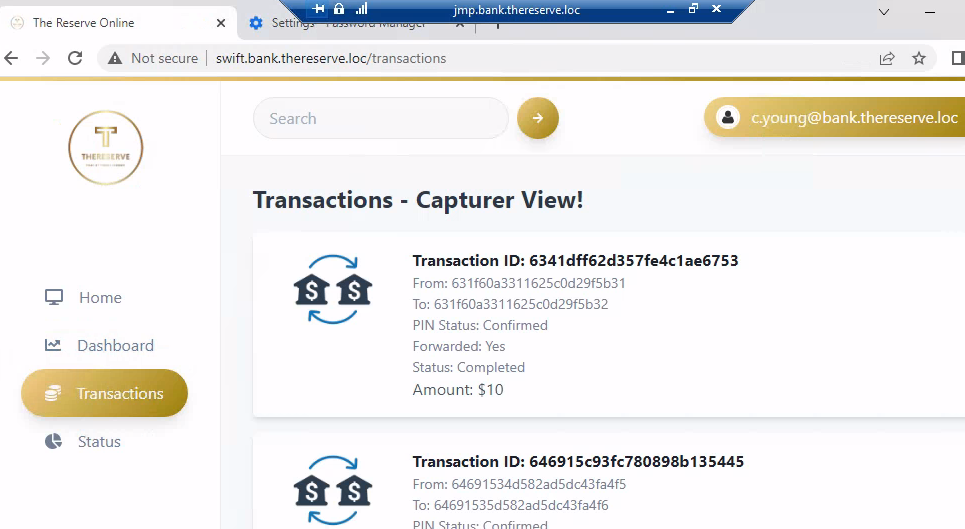 jmp.bank.thereserve.loc
The Reserve Online
Settings - Password Manager
Not secure
swift.bank.thereserve.loc/transactions
THERESERVE
Search
c.young@bank.thereserve.loc
Transactions - Capturer View!
Home
Dashboard
Transactions
Status
Transaction ID: 6341dff62d357fe4c1ae6753
From: 631f60a3311625c0d29f5b31
To: 631f60a3311625c0d29f5b32
PIN Status: Confirmed
Forwarded: Yes
Status: Completed
Amount: $10
Transaction ID: 646915c93fc780898b135445
From: 64691534d582ad5dc43fa4f5
To: 64691535d582ad5dc43fa4f6
PIN Status: Confirmed